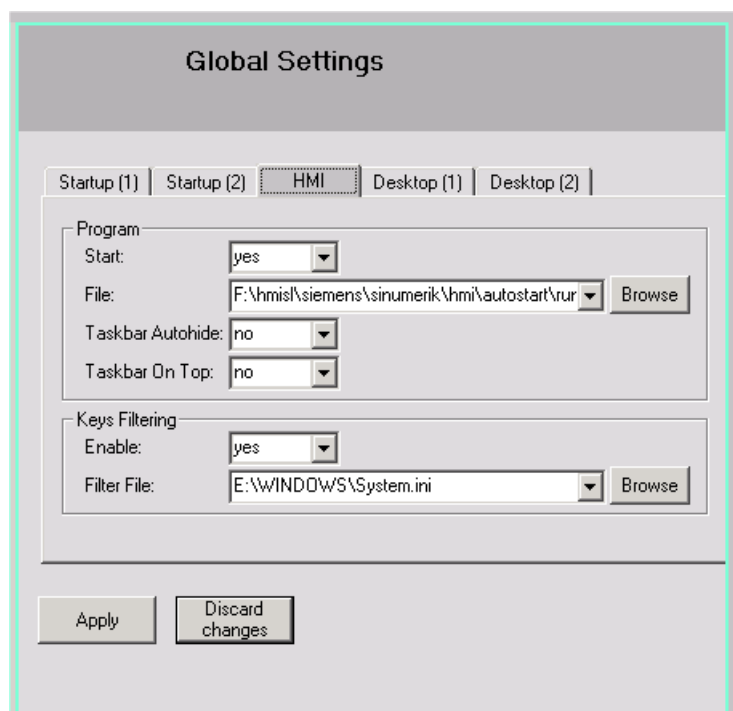 Global Settings
Startup (1) Startup (2) HMI Desktop (1) Desktop (2)
Program
Start: yes
File: F:\hmisl\siemens\sinumerik\hmi\autostart\rur Browse
Taskbar Autohide: no
Taskbar On Top: no
Keys Filtering
Enable: yes
Filter File: E:\WINDOWS\System.ini Browse
Apply Discard
changes